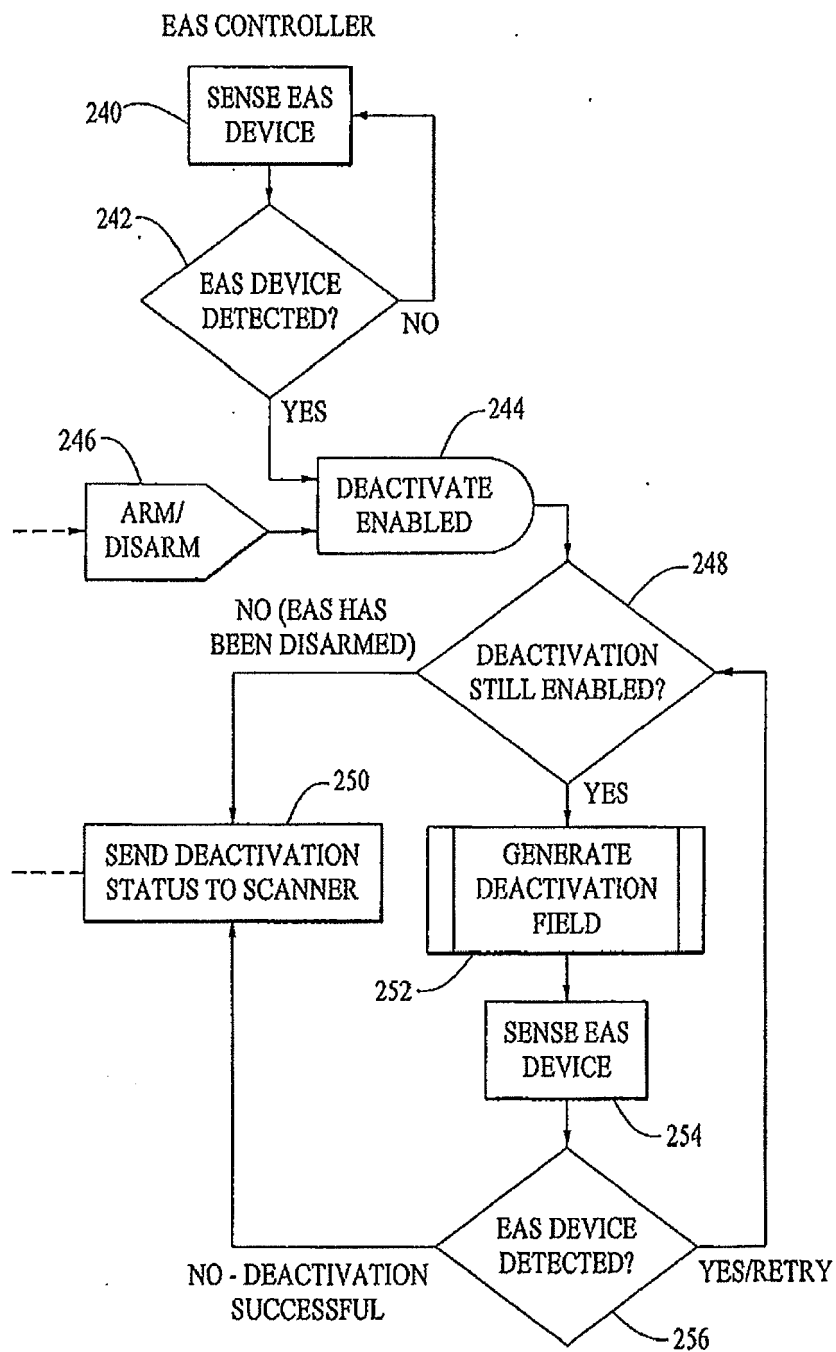 EAS CONTROLLER
240
SENSE EAS
DEVICE
242
EAS DEVICE
DETECTED?
NO
YES
244
246
DEACTIVATE
ENABLED
ARM/
DISARM
248
NO (EAS HAS
BEEN DISARMED)
DEACTIVATION
STILL ENABLED?
250
YES
SEND DEACTIVATION
STATUS TO SCANNER
GENERATE
DEACTIVATION
FIELD
252
SENSE EAS
DEVICE
254
EAS DEVICE
DETECTED?
NO - DEACTIVATION
SUCCESSFUL
YES/RETRY
256